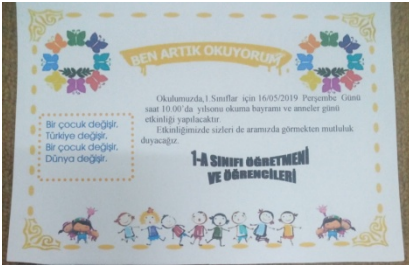 BEN ARTIK OKUYORUM
Okulumuzda,1.Sınıflar için 16/05/2019 Perşembe Günü
saat 10.00'da yılsonu okuma bayramı ve anneler günü
etkinliği yapılacaktır.
Etkinliğimizde sizleri de aramızda görmekten mutluluk
duyacağız.
Bir çocuk değişir,
Türkiye değişir,
Bir çocuk değişir,
Dünya değişir.
1-A SINIFI ÖĞRETMENİ
VE ÖĞRENCİLERİ